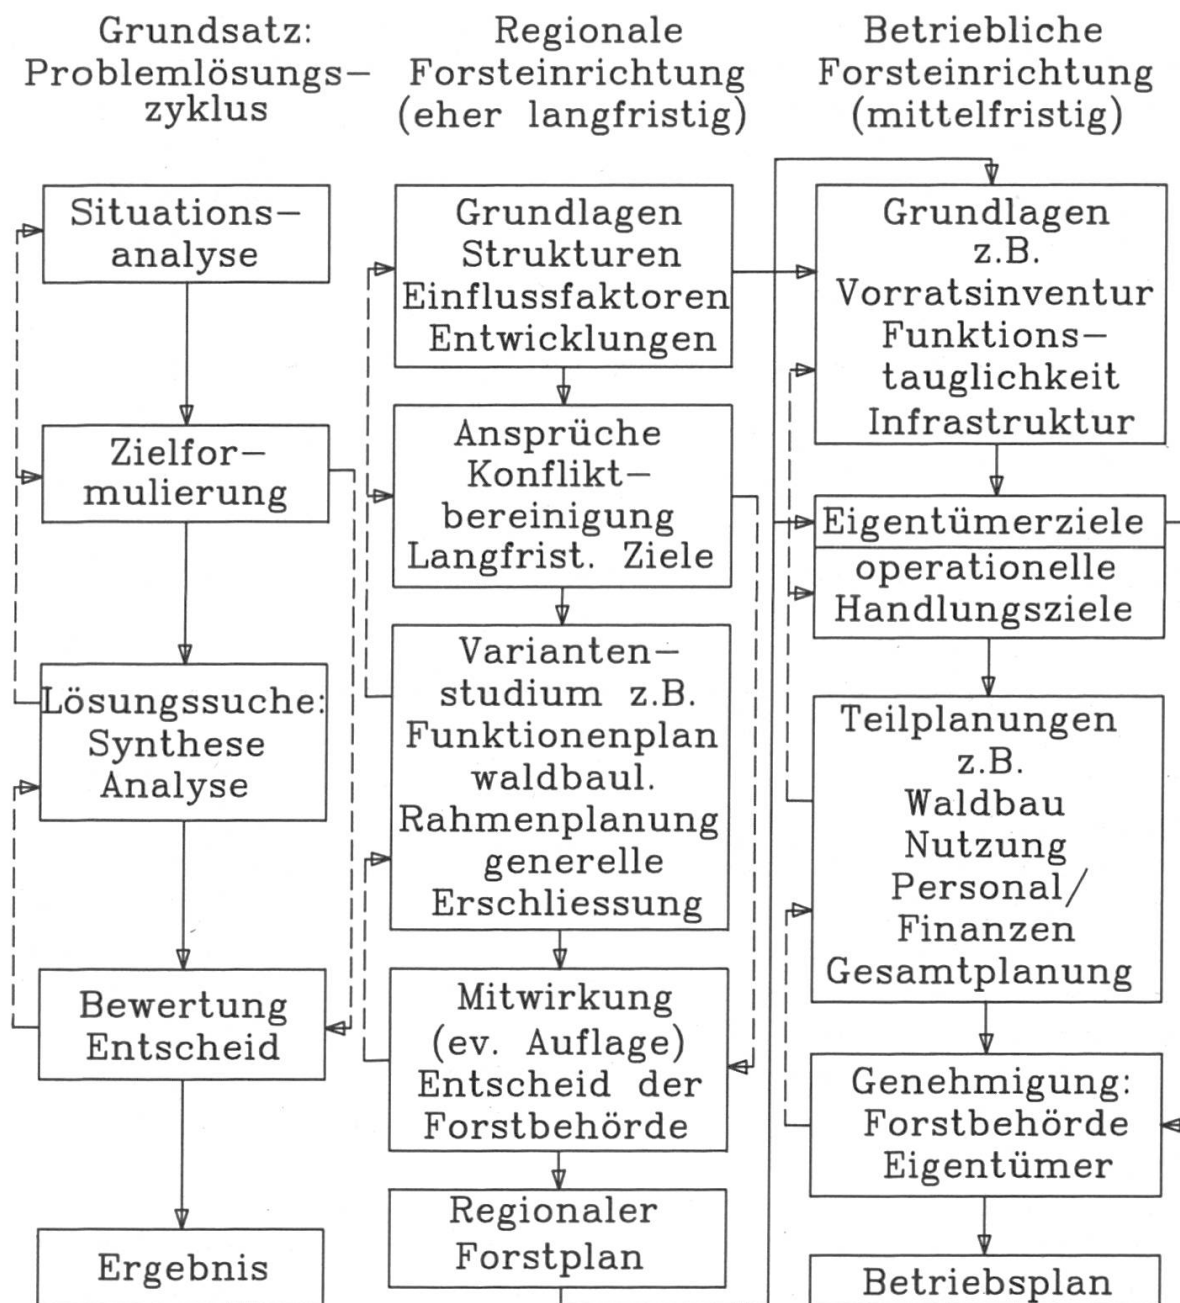 Grundsatz:
Problemlösungs-
zyklus
Situations-
analyse
Zielfor-
mulierung
Lösungssuche:
Synthese
Analyse
Bewertung
Entscheid
Ergebnis
Regionale
Forsteinrichtung
(eher langfristig)
Grundlagen
Strukturen
Einflussfaktoren
Entwicklungen
Ansprüche
Konflikt-
bereinigung
Langfrist. Ziele
Varianten-
studium z.B.
Funktionenplan
waldbaul.
Rahmenplanung
generelle
Erschliessung
Mitwirkung
(ev. Auflage)
Entscheid der
Forstbehörde
Regionaler
Forstplan
Betriebliche
Forsteinrichtung
(mittelfristig)
Grundlagen
z.B.
Vorratsinventur
Funktions-
tauglichkeit
Infrastruktur
Eigentümerziele
operationelle
Handlungsziele
Teilplanungen
z.B.
Waldbau
Nutzung
Personal/
Finanzen
Gesamtplanung
Genehmigung:
Forstbehörde
Eigentümer
Betriebsplan